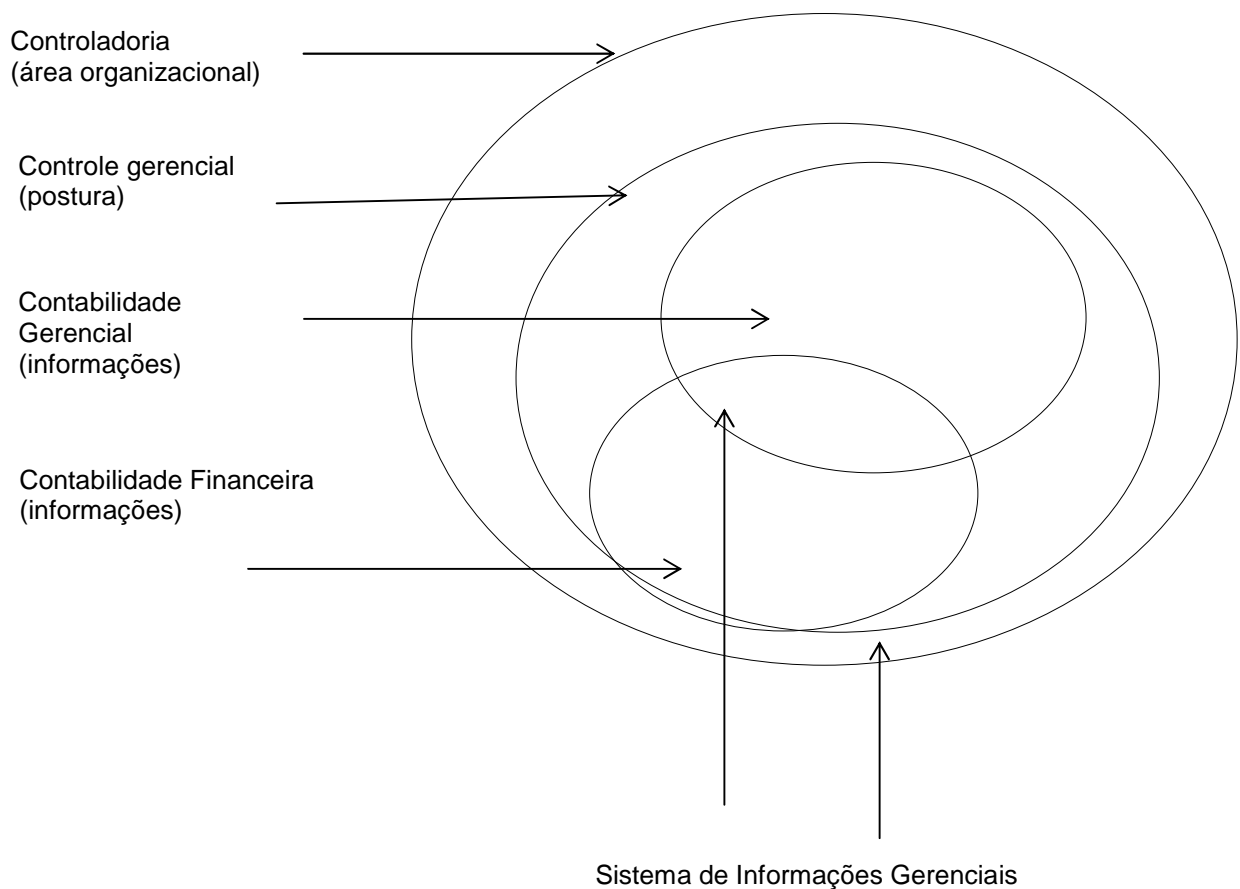 Controladoria
(área organizacional)
Controle gerencial
(postura)
Contabilidade
Gerencial
(informações)
Contabilidade Financeira
(informações)
Sistema de Informações Gerenciais